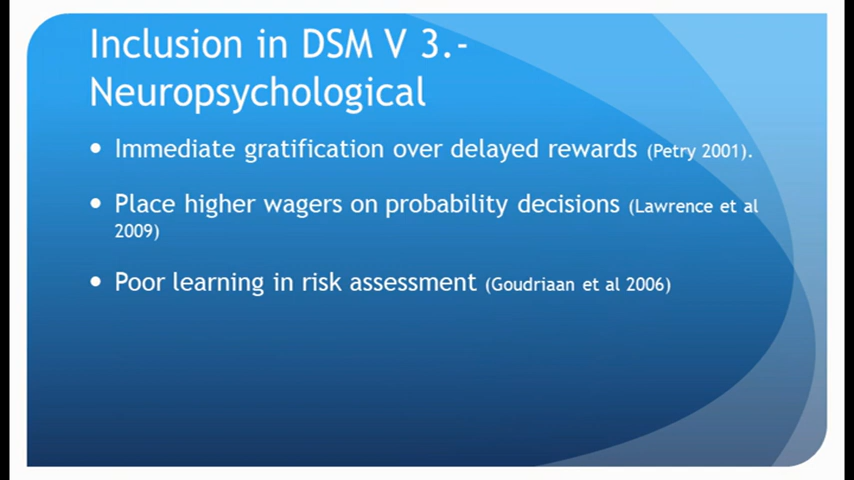 Inclusion in DSM V 3.-
Neuropsychological
• Immediate gratification over delayed rewards (Petry 2001).
• Place higher wagers on probability decisions (Lawrence et al
2009)
• Poor learning in risk assessment (Goudriaan et al 2006)